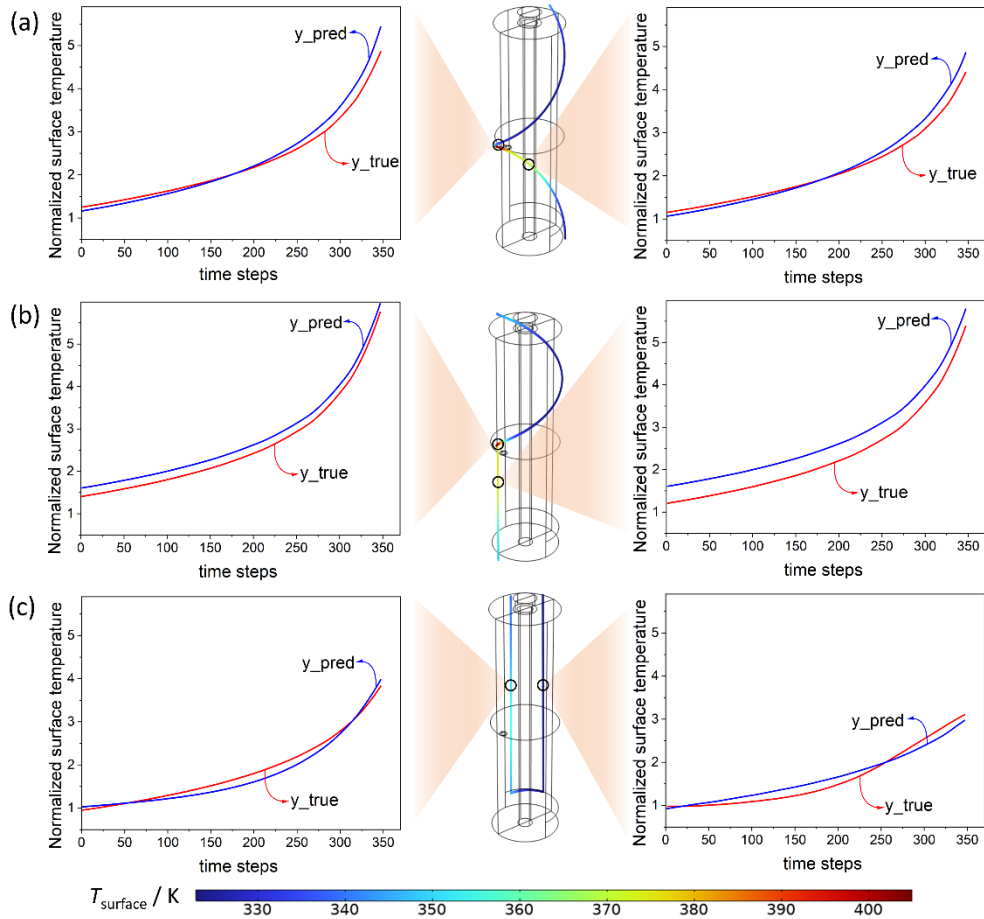 (a)
Normalized surface temperature
5
4
3
2
1
y_pred
y_true
0 50 100 150 200 250 300 350
time steps
Normalized surface temperature
5
4
3
2
1
y_pred
y_true
0 50 100 150 200 250 300 350
time steps
(b)
Normalized surface temperature
5
4
3
2
1
y_pred
y_true
0 50 100 150 200 250 300 350
time steps
Normalized surface temperature
5
4
3
2
1
y_pred
y_true
0 50 100 150 200 250 300 350
time steps
(c)
Normalized surface temperature
5
4
3
2
1
y_pred
y_true
0 50 100 150 200 250 300 350
time steps
Normalized surface temperature
5
4
3
2
1
y_pred
y_true
0 50 100 150 200 250 300 350
time steps
Tsurface / K
330 340 350 360 370 380 390 400